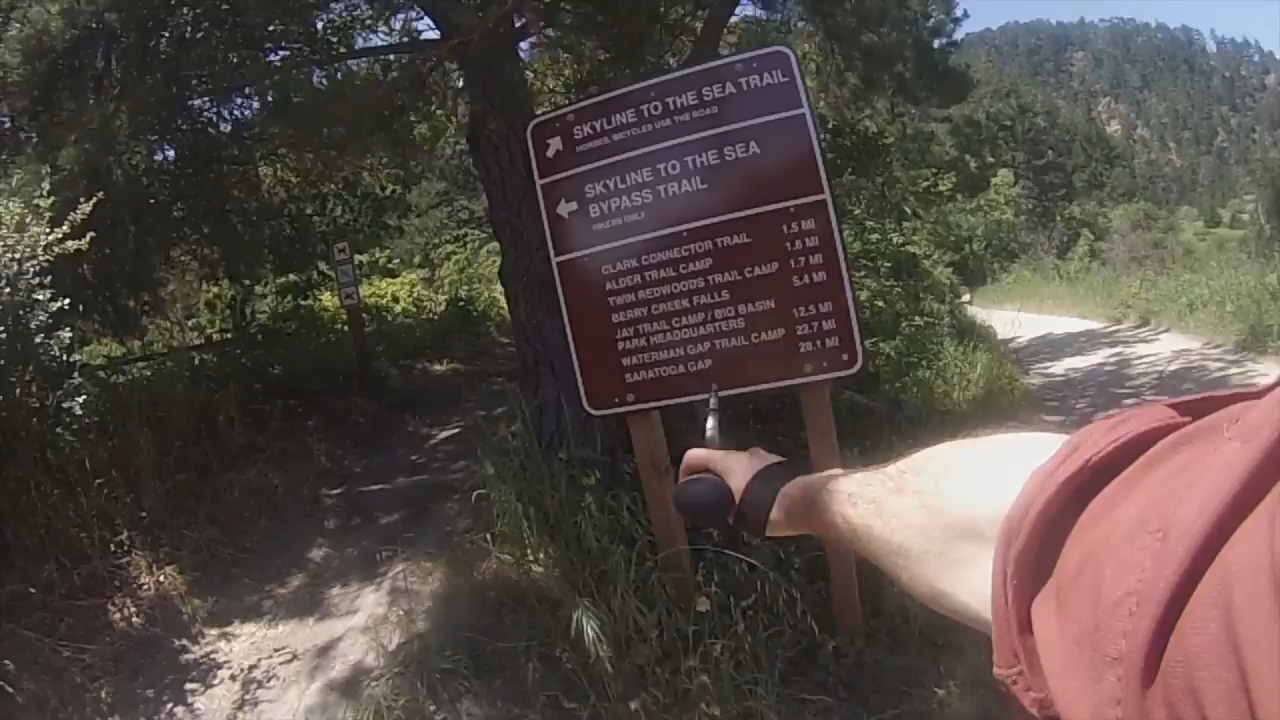 SKYLINE TO THE SEA TRAIL
HORSES, BICYCLES USE THE ROAD
SKYLINE TO THE SEA
BYPASS TRAIL
HIKERS ONLY
CLARK CONNECTOR TRAIL 1.5 MI
ALDER TRAIL CAMP 1.6 MI
TWIN REDWOODS TRAIL CAMP 1.7 MI
BERRY CREEK FALLS 5.4 MI
JAY TRAIL CAMP / BIG BASIN
PARK HEADQUARTERS 12.5 MI
WATERMAN GAP TRAIL CAMP 22.7 MI
SARATOGA GAP 29.1 MI